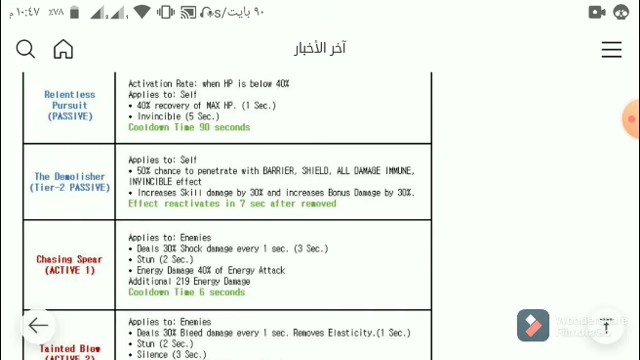 ١٠:٤٧ م
٧٨٪
٩٠ بايت/s
آخر الأخبار
Relentless
Pursuit
(PASSIVE)
Activation Rate: when HP is below 40%
Applies to: Self
• 40% recovery of MAX HP. (1 Sec.)
• Invincible (5 Sec.)
Cooldown Time 90 seconds
The Demolisher
(Tier-2 PASSIVE)
Applies to: Self
• 50% chance to penetrate with BARRIER, SHIELD, ALL DAMAGE IMMUNE,
INVINCIBLE effect
• Increases Skill damage by 30% and increases Bonus Damage by 30%.
Effect reactivates in 7 sec after removed
Chasing Spear
(ACTIVE 1)
Applies to: Enemies
• Deals 30% Shock damage every 1 sec. (3 Sec.)
• Stun (2 Sec.)
• Energy Damage 40% of Energy Attack
Additional 219 Energy Damage
Cooldown Time 6 seconds
Tainted Blow
(ACTIVE 2)
Applies to: Enemies
• Deals 30% Bleed damage every 1 sec. Removes Elasticity.(1 Sec.)
• Stun (2 Sec.)
• Silence (3 Sec.)
Wondershare